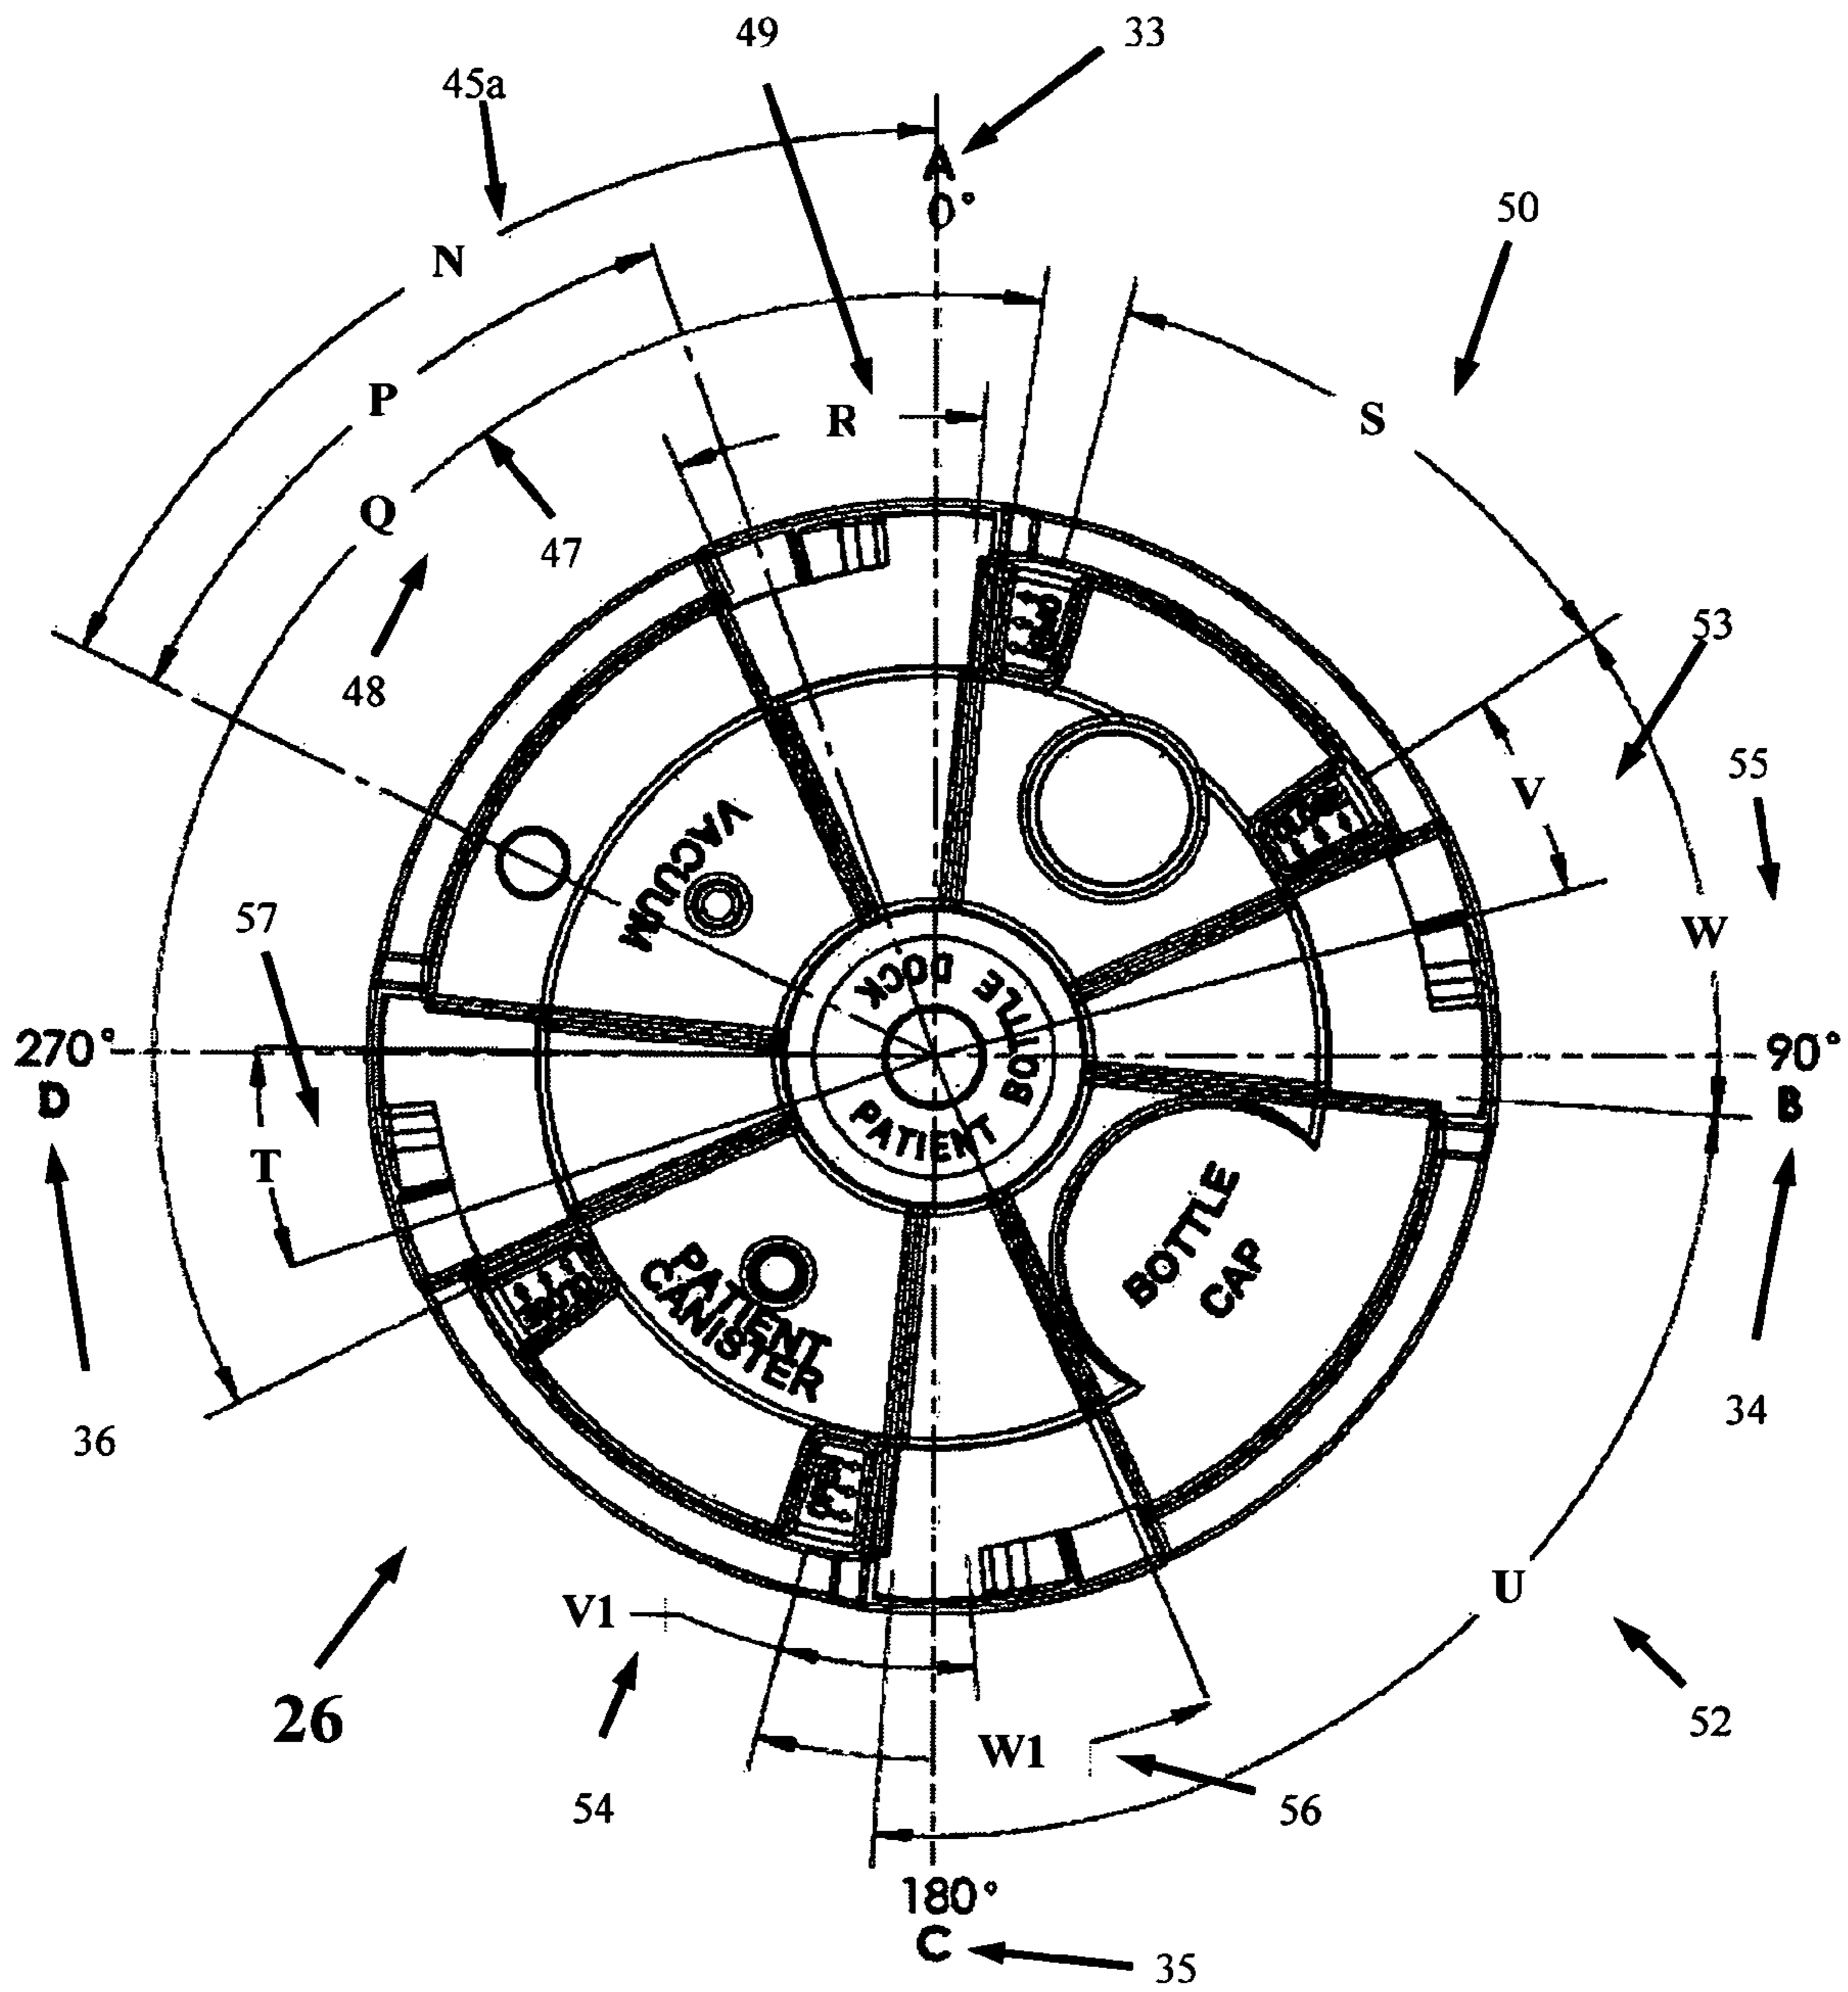 49
33
45a
A
0°
50
N
P
R
S
Q
47
53
48
V
55
VACUUM
57
W
DOCK
BOTTLE
270°
90°
D
B
PATIENT
T
BOTTLE
CAP
PATIENT
CANISTER
36
34
V1
U
26
52
W1
54
56
180°
C
35